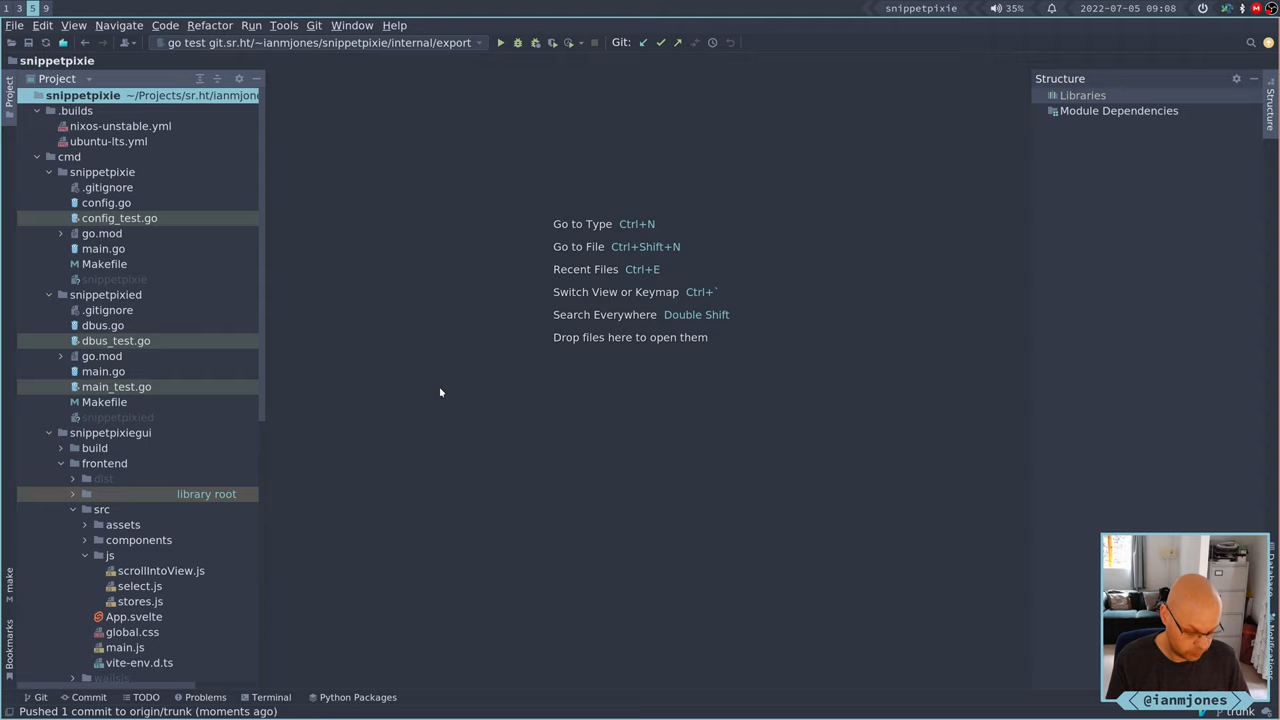 1 3 5 9
snippetpixie
35%
2022-07-05 09:08
File Edit View Navigate Code Refactor Run Tools Git Window Help
go test git.sr.ht/~ianmjones/snippetpixie/internal/export
Git:
snippetpixie
Project
snippetpixie ~/Projects/sr.ht/ianmjone
.builds
nixos-unstable.yml
ubuntu-lts.yml
cmd
snippetpixie
.gitignore
config.go
config_test.go
go.mod
main.go
Makefile
snippetpixie
snippetpixied
.gitignore
dbus.go
dbus_test.go
go.mod
main.go
main_test.go
Makefile
snippetpixied
snippetpixiegui
build
frontend
dist
library root
src
assets
components
js
scrollIntoView.js
select.js
stores.js
App.svelte
global.css
main.js
vite-env.d.ts
wailsjs
Project
make
Bookmarks
Go to Type Ctrl+N
Go to File Ctrl+Shift+N
Recent Files Ctrl+E
Switch View or Keymap Ctrl+`
Search Everywhere Double Shift
Drop files here to open them
Structure
Libraries
Module Dependencies
Structure
Database
Notifications
@ianmjones
Git Commit TODO Problems Terminal Python Packages
Pushed 1 commit to origin/trunk (moments ago)
trunk